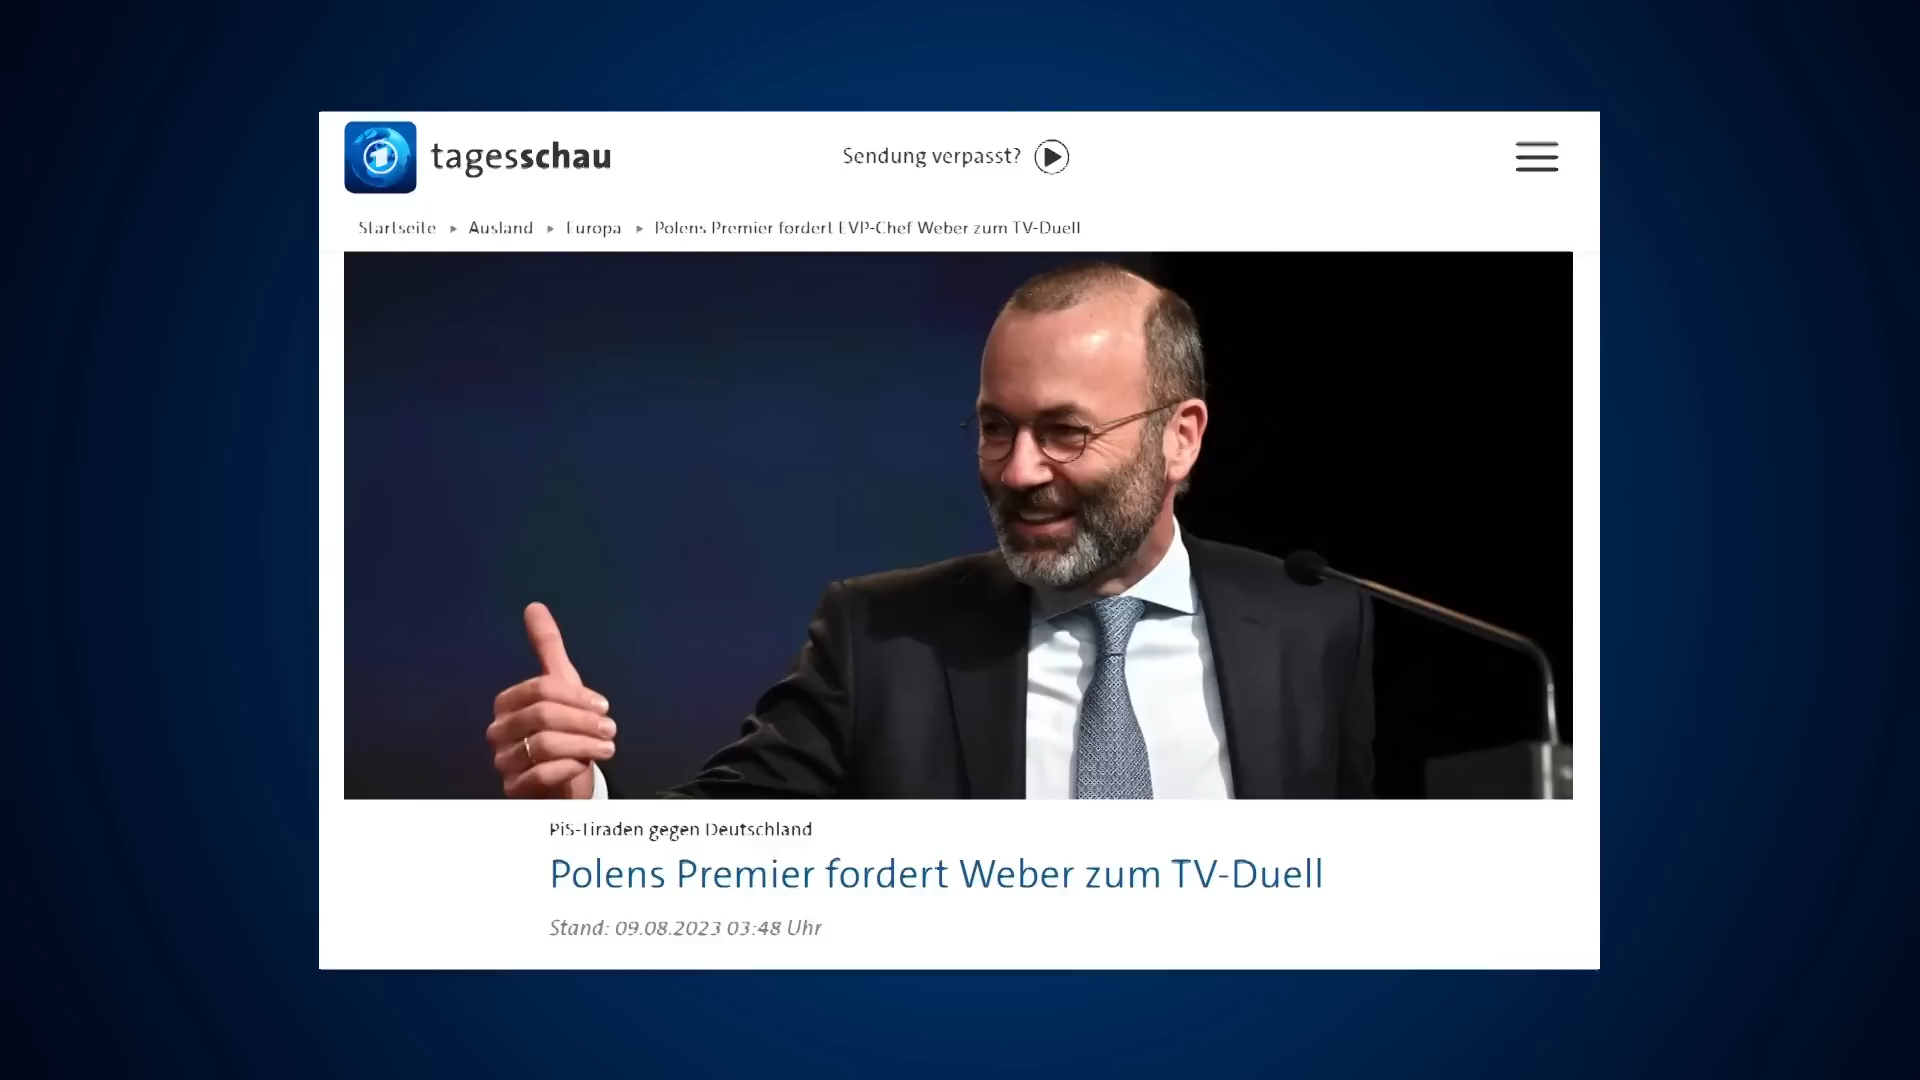 tagesschau
Sendung verpasst?
Startseite ▸ Ausland ▸ Europa ▸ Polens Premier fordert EVP-Chef Weber zum TV-Duell
PiS-Tiraden gegen Deutschland
Polens Premier fordert Weber zum TV-Duell
Stand: 09.08.2023 03:48 Uhr